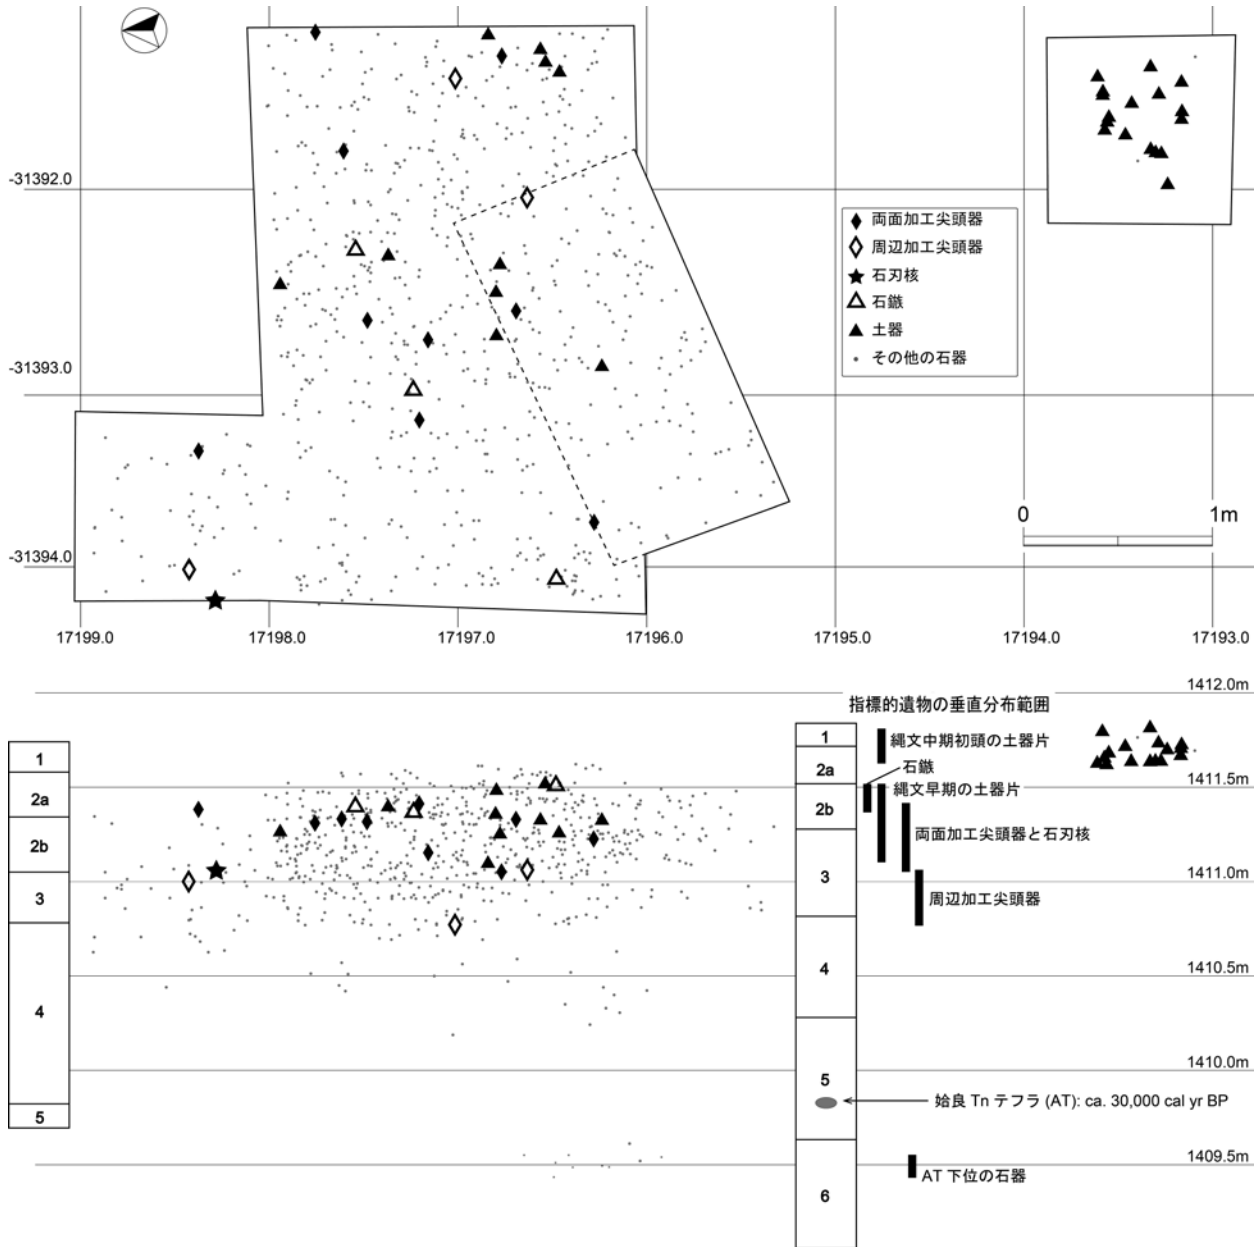 -31392.0
両面加工尖頭器
周辺加工尖頭器
石刃核
石鏃
土器
その他の石器
-31393.0
0 1m
-31394.0
17199.0 17198.0 17197.0 17196.0 17195.0 17194.0 17193.0
1412.0m
指標的遺物の垂直分布範囲
1 1 縄文中期初頭の土器片
2a 石鏃
1411.5m
2a 2b 縄文早期の土器片
2b 両面加工尖頭器と石刃核
3 3 1411.0m
周辺加工尖頭器
4 1410.5m
4
1410.0m
5 5 姶良 Tn テフラ (AT): ca. 30,000 cal yr BP
1409.5m
6 AT 下位の石器